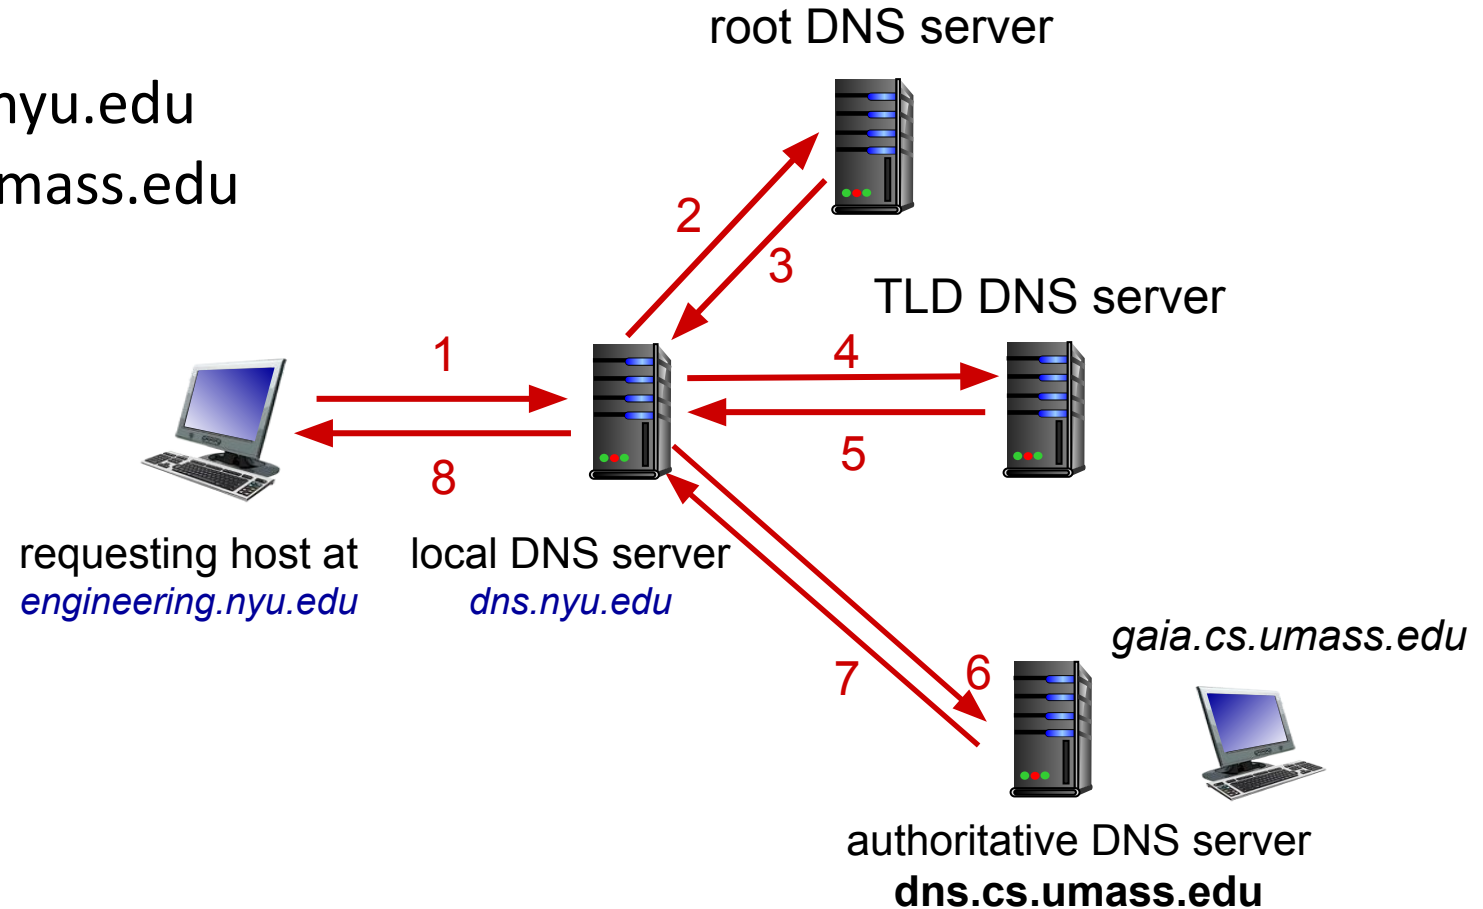 root DNS server
nyu.edu
mass.edu
2
3
TLD DNS server
1
4
5
8
requesting host at
engineering.nyu.edu
local DNS server
dns.nyu.edu
gaia.cs.umass.edu
6
7
authoritative DNS server
dns.cs.umass.edu